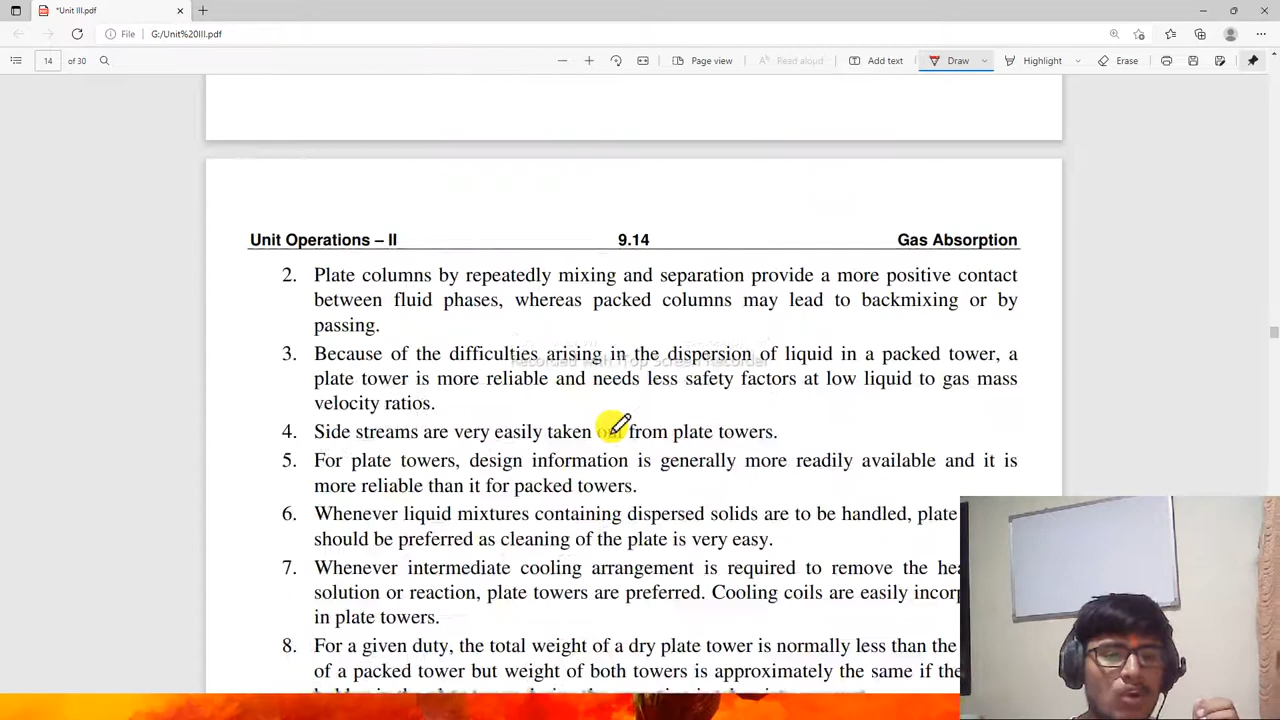 *Unit III.pdf
File
G:/Unit%20III.pdf
14 of 30
Page view
Read aloud
Add text
Draw
Highlight
Erase
Unit Operations – II 9.14 Gas Absorption
2. Plate columns by repeatedly mixing and separation provide a more positive contact
between fluid phases, whereas packed columns may lead to backmixing or by
passing.
3. Because of the difficulties arising in the dispersion of liquid in a packed tower, a
Recorded with iTop Screen Recorder
plate tower is more reliable and needs less safety factors at low liquid to gas mass
velocity ratios.
4. Side streams are very easily taken out from plate towers.
5. For plate towers, design information is generally more readily available and it is
more reliable than it for packed towers.
6. Whenever liquid mixtures containing dispersed solids are to be handled, plate
should be preferred as cleaning of the plate is very easy.
7. Whenever intermediate cooling arrangement is required to remove the
solution or reaction, plate towers are preferred. Cooling coils are easily
in plate towers.
8. For a given duty, the total weight of a dry plate tower is normally less than the
of a packed tower but weight of both towers is approximately the same if the